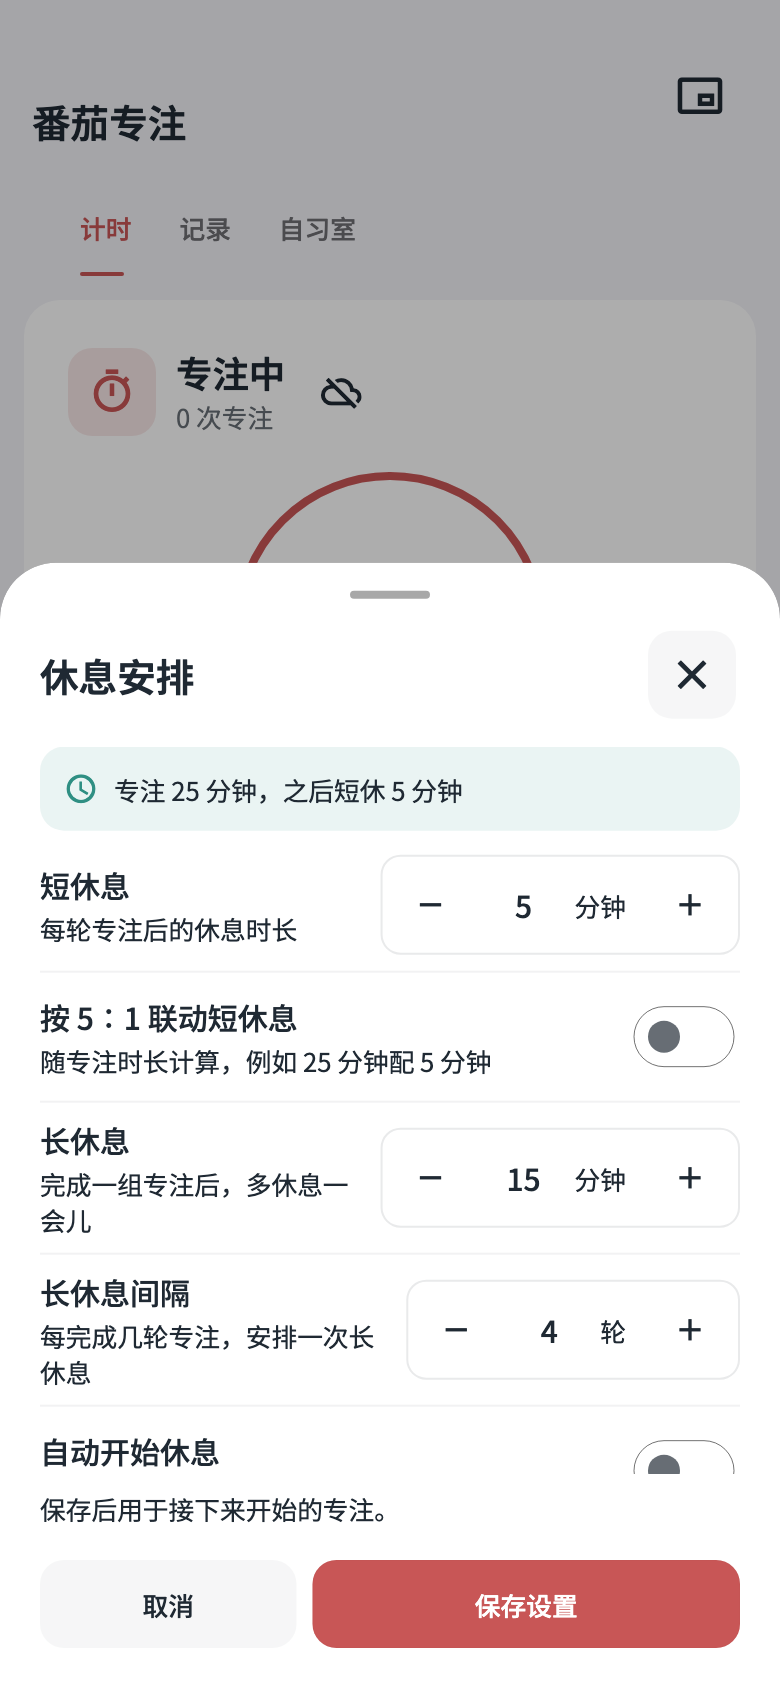 番茄专注
计时
记录
自习室
专注中
0 次专注
休息安排
专注 25 分钟，之后短休 5 分钟
短休息
每轮专注后的休息时长
5 分钟
按 5：1 联动短休息
随专注时长计算，例如 25 分钟配 5 分钟
长休息
完成一组专注后，多休息一
会儿
15 分钟
长休息间隔
每完成几轮专注，安排一次长
休息
4 轮
自动开始休息
保存后用于接下来开始的专注。
取消
保存设置